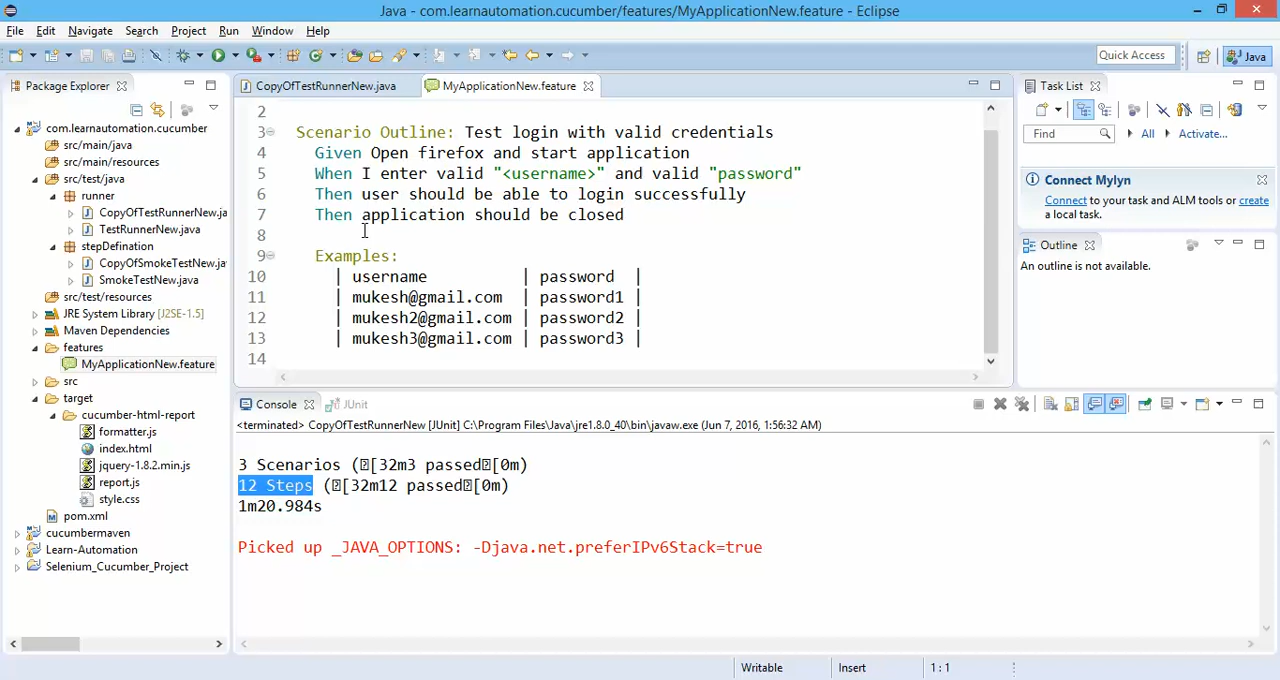 Java - com.learnautomation.cucumber/features/MyApplicationNew.feature - Eclipse
File Edit Navigate Search Project Run Window Help
Quick Access
Java
Package Explorer
com.learnautomation.cucumber
src/main/java
src/main/resources
src/test/java
runner
CopyOfTestRunnerNew.ja
TestRunnerNew.java
stepDefination
CopyOfSmokeTestNew.ja
SmokeTestNew.java
src/test/resources
JRE System Library [J2SE-1.5]
Maven Dependencies
features
MyApplicationNew.feature
src
target
cucumber-html-report
formatter.js
index.html
jquery-1.8.2.min.js
report.js
style.css
pom.xml
cucumbermaven
Learn-Automation
Selenium_Cucumber_Project
CopyOfTestRunnerNew.java
MyApplicationNew.feature
2
3 Scenario Outline: Test login with valid credentials
4 Given Open firefox and start application
5 When I enter valid "<username>" and valid "password"
6 Then user should be able to login successfully
7 Then application should be closed
8
9 Examples:
10 | username | password |
11 | mukesh@gmail.com | password1 |
12 | mukesh2@gmail.com | password2 |
13 | mukesh3@gmail.com | password3 |
14
Task List
Find
All
Activate...
Connect Mylyn
Connect to your task and ALM tools or create
a local task.
Outline
An outline is not available.
Console
JUnit
<terminated> CopyOfTestRunnerNew [JUnit] C:\Program Files\Java\jre1.8.0_40\bin\javaw.exe (Jun 7, 2016, 1:56:32 AM)
3 Scenarios ([32m3 passed[0m)
12 Steps ([32m12 passed[0m)
1m20.984s
Picked up _JAVA_OPTIONS: -Djava.net.preferIPv6Stack=true
Writable
Insert
1 : 1